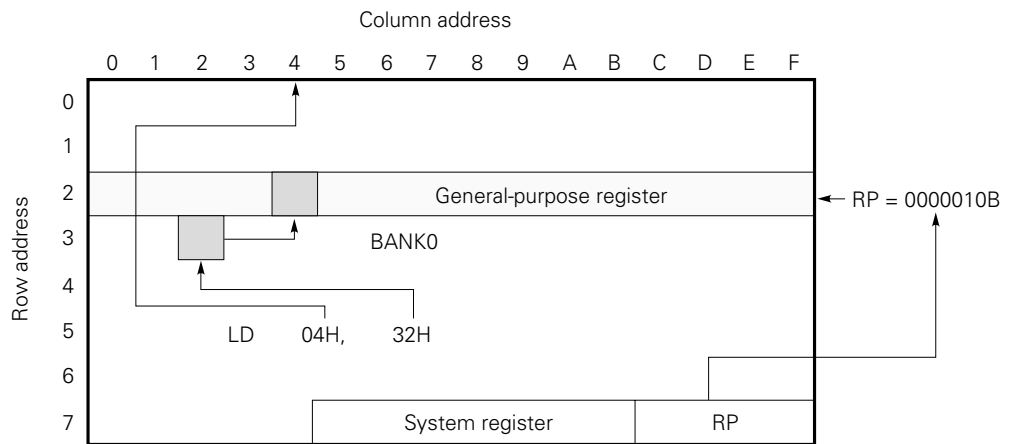 Column address
0 1 2 3 4 5 6 7 8 9 A B C D E F
0
1
2 General-purpose register RP = 0000010B
3 BANK0
4
5 LD 04H, 32H
6
7 System register RP
Row address